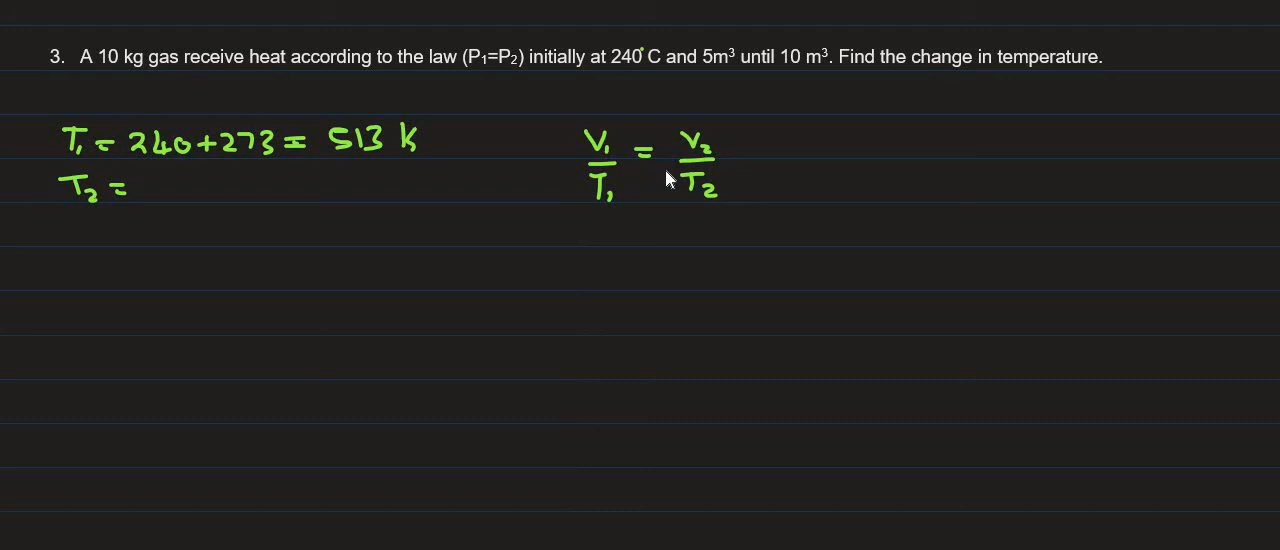 3. A 10 kg gas receive heat according to the law (P₁=P₂) initially at 240° C and 5m³ until 10 m³. Find the change in temperature.
T₁ = 240+273 = 513 K
V₁/T₁ = V₂/T₂
T₂ =